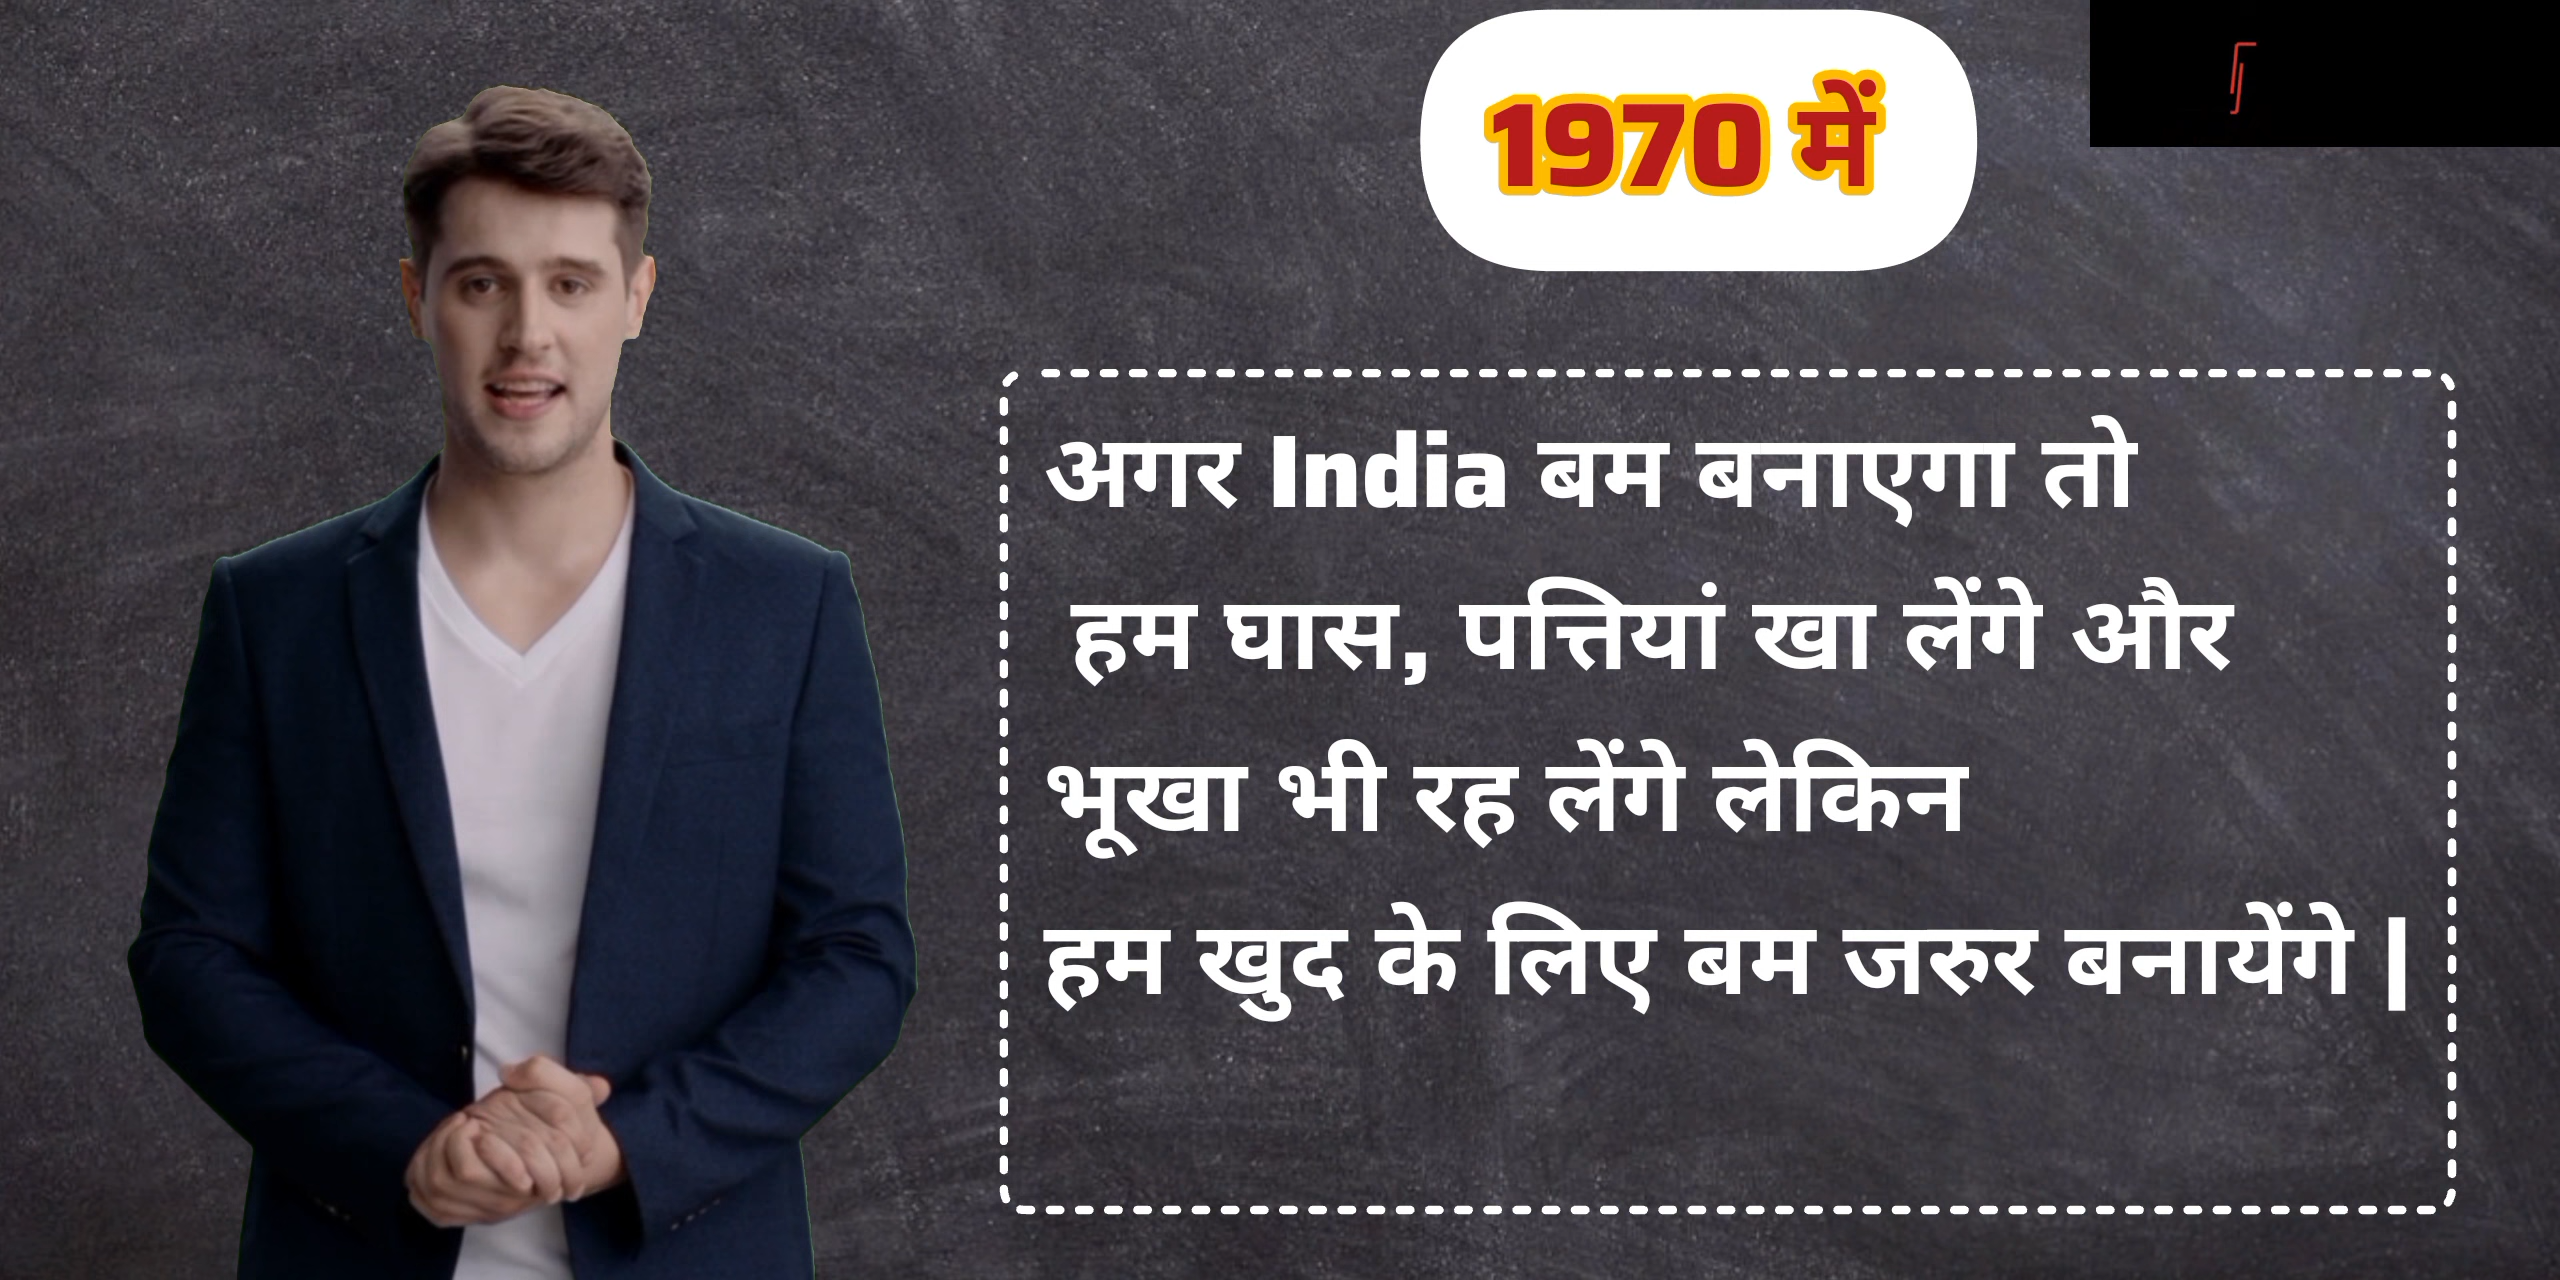 1970 में
अगर India बम बनाएगा तो
हम घास, पत्तियां खा लेंगे और
भूखा भी रह लेंगे लेकिन
हम खुद के लिए बम जरुर बनायेंगे |